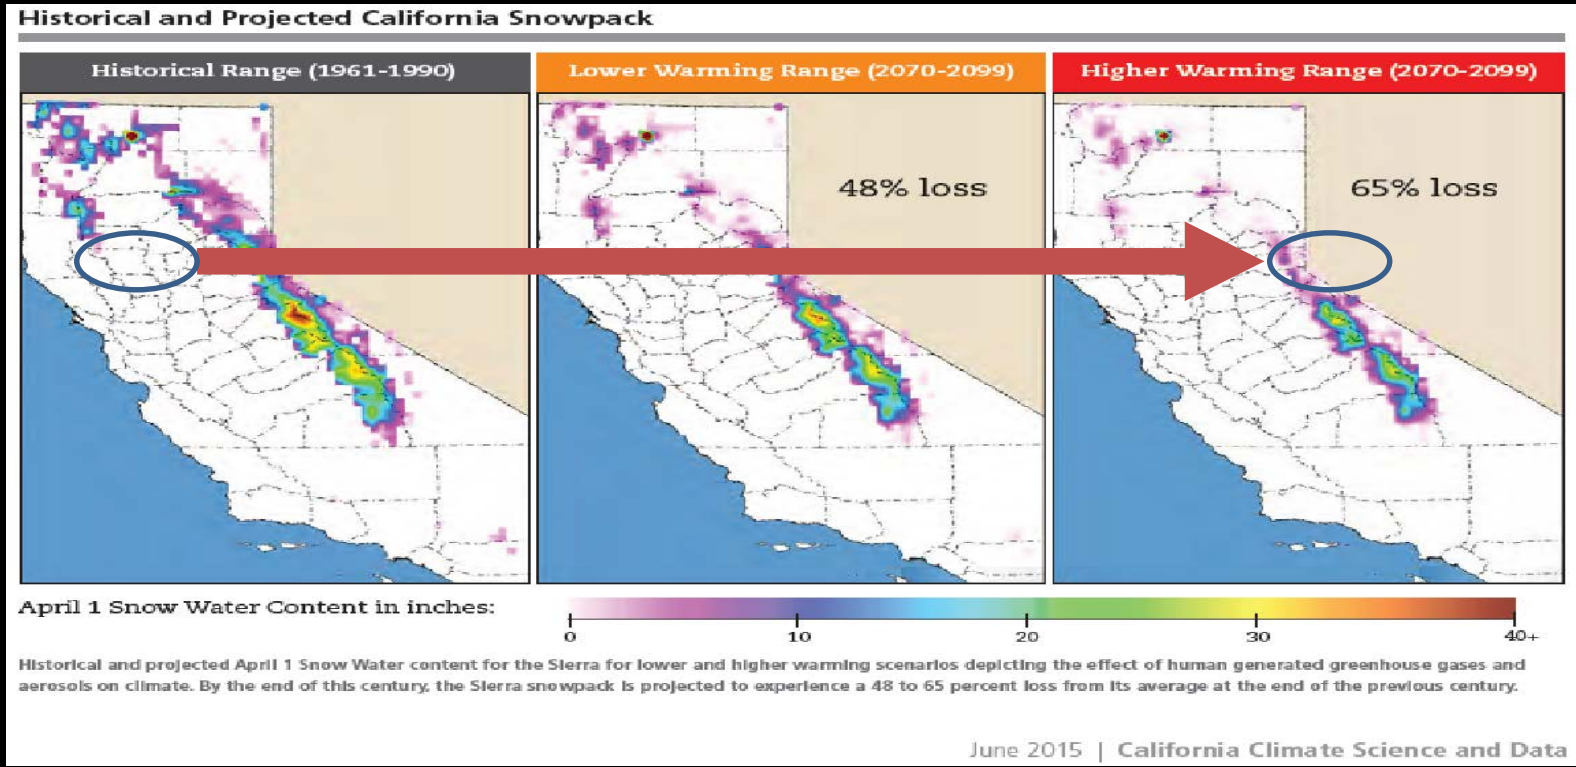 Historical and Projected California Snowpack
Historical Range (1961-1990)
Lower Warming Range (2070-2099)
Higher Warming Range (2070-2099)
48% loss
65% loss
April 1 Snow Water Content in inches:
0 10 20 30 40+
Historical and projected April 1 Snow Water content for the Sierra for lower and higher warming scenarios depicting the effect of human generated greenhouse gases and
aerosols on climate. By the end of this century, the Sierra snowpack is projected to experience a 48 to 65 percent loss from its average at the end of the previous century.
June 2015 | California Climate Science and Data